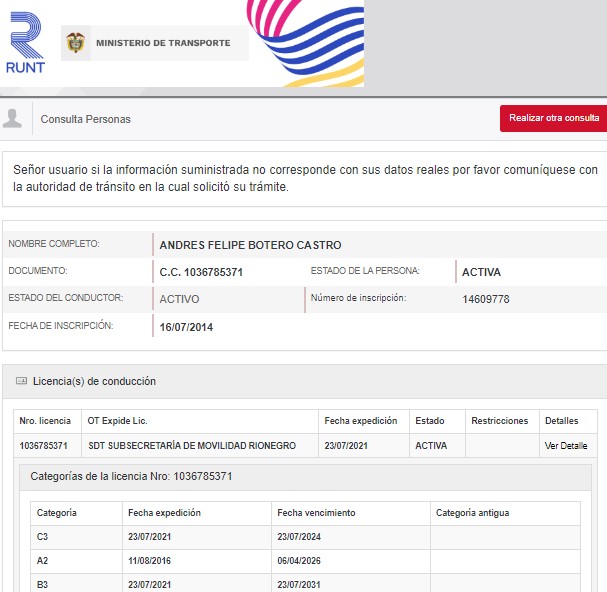 RUNT
MINISTERIO DE TRANSPORTE
Consulta Personas
Realizar otra consulta
Señor usuario si la información suministrada no corresponde con sus datos reales por favor comuníquese con
la autoridad de tránsito en la cual solicitó su trámite.
NOMBRE COMPLETO: ANDRES FELIPE BOTERO CASTRO
DOCUMENTO: C.C. 1036785371 ESTADO DE LA PERSONA: ACTIVA
ESTADO DEL CONDUCTOR: ACTIVO Número de inscripción: 14609778
FECHA DE INSCRIPCIÓN: 16/07/2014
Licencia(s) de conducción
Nro. licencia OT Expide Lic. Fecha expedición Estado Restricciones Detalles
1036785371 SDT SUBSECRETARÍA DE MOVILIDAD RIONEGRO 23/07/2021 ACTIVA Ver Detalle
Categorías de la licencia Nro: 1036785371
Categoría Fecha expedición Fecha vencimiento Categoría antigua
C3 23/07/2021 23/07/2024
A2 11/08/2016 06/04/2026
B3 23/07/2021 23/07/2031